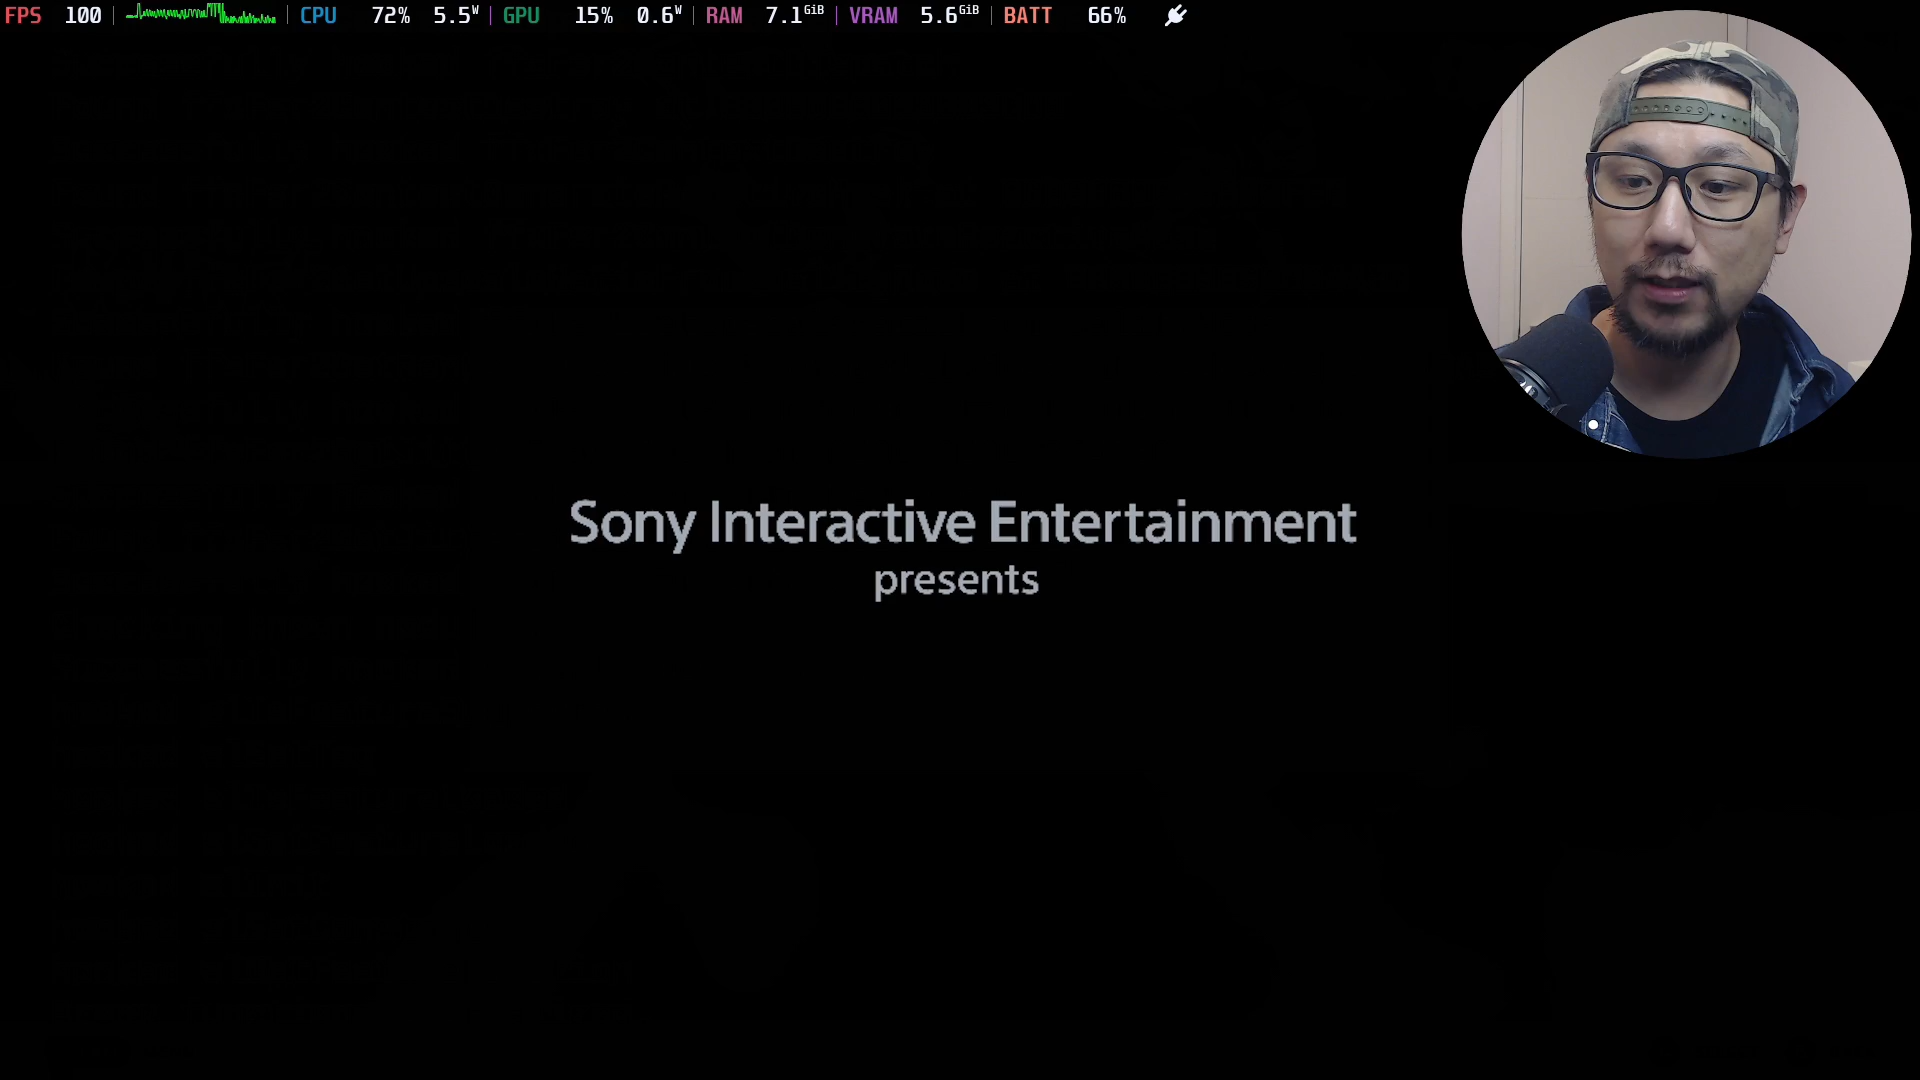 FPS 100 CPU 72% 5.5W GPU 15% 0.6W RAM 7.1GiB VRAM 5.6GiB BATT 66%
Sony Interactive Entertainment
presents